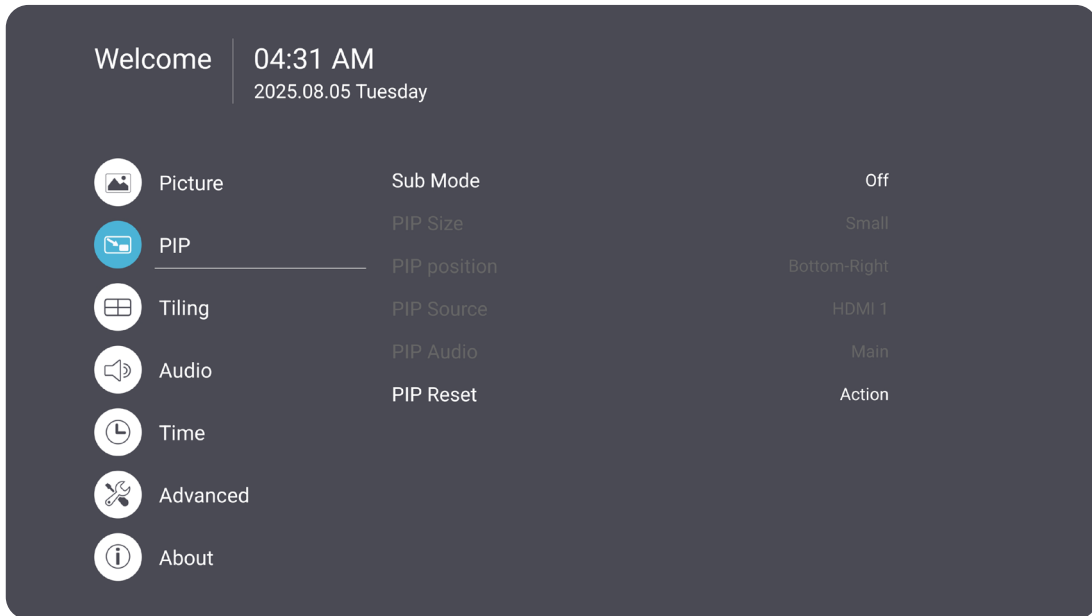 Welcome
04:31 AM
2025.08.05 Tuesday
Picture
PIP
Tiling
Audio
Time
Advanced
About
Sub Mode Off
PIP Size Small
PIP position Bottom-Right
PIP Source HDMI 1
PIP Audio Main
PIP Reset Action